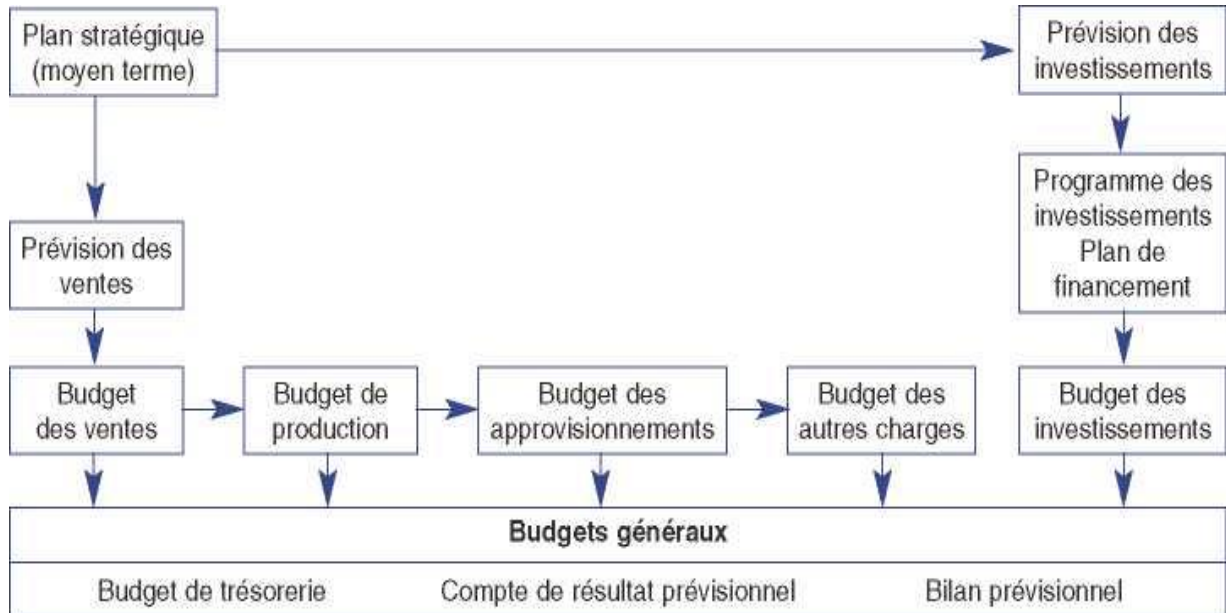 Plan stratégique
(moyen terme)
Prévision des
investissements
Programme des
investissements
Plan de
financement
Prévision des
ventes
Budget
des ventes
Budget de
production
Budget des
approvisionnements
Budget des
autres charges
Budget des
investissements
Budgets généraux
Budget de trésorerie
Compte de résultat prévisionnel
Bilan prévisionnel